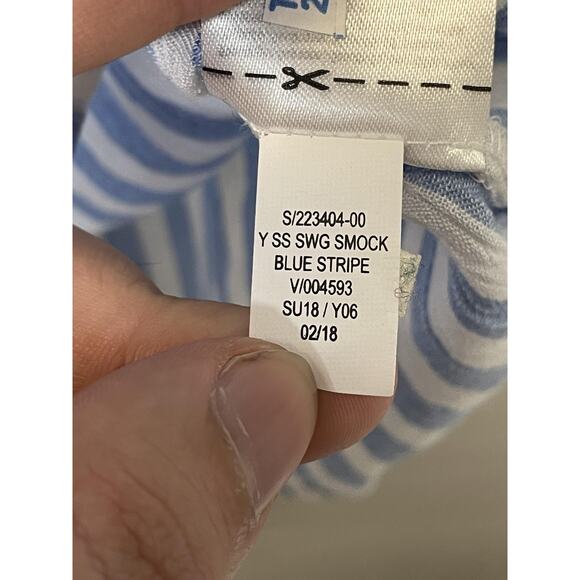 S/223404-00
Y SS SWG SMOCK
BLUE STRIPE
V/004593
SU18 / Y06
02/18